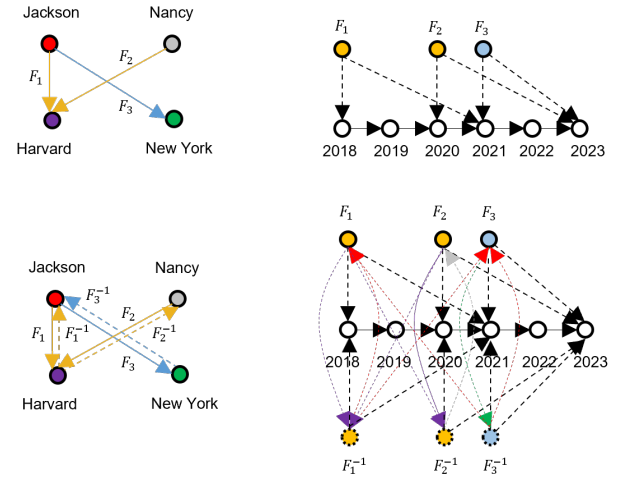 Jackson
Nancy
F₁
F₂
F₃
Harvard
New York
F₁
F₂
F₃
2018
2019
2020
2021
2022
2023
Jackson
Nancy
F₃⁻¹
F₁
F₁⁻¹
F₂
F₂⁻¹
F₃
Harvard
New York
F₁
F₂
F₃
2018
2019
2020
2021
2022
2023
F₁⁻¹
F₂⁻¹
F₃⁻¹